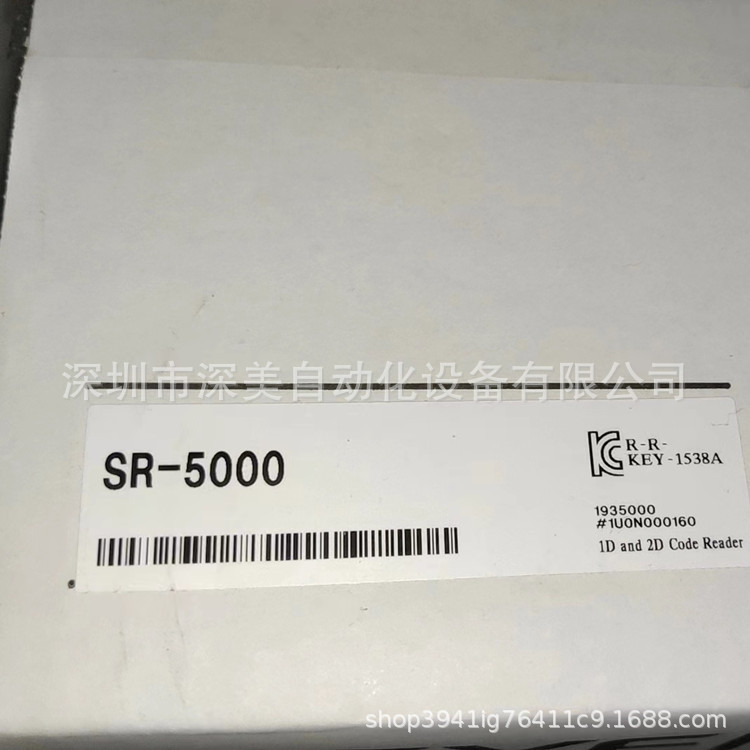 深圳市深美自动化设备有限公司
SR-5000
R-R-
KEY-1538A
1935000
#1U0N000160
1D and 2D Code Reader
shop3941lg76411c9.1688.com